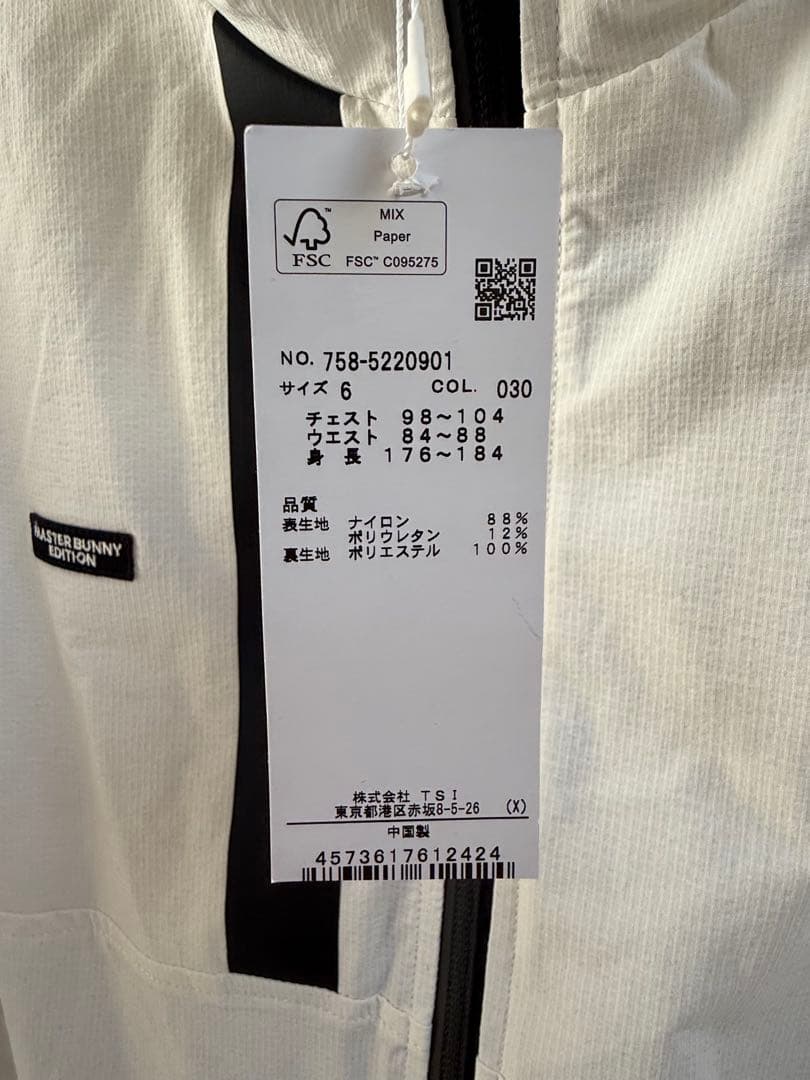 MIX
Paper
FSC™ C095275
FSC
NO. 758-5220901
サイズ 6 COL. 030
チェスト 98～104
ウエスト 84～88
身長 176～184
品質
表生地 ナイロン 88%
ポリウレタン 12%
裏生地 ポリエステル 100%
MASTER BUNNY
EDITION
株式会社 TSI
東京都港区赤坂8-5-26 (X)
中国製
4573617612424